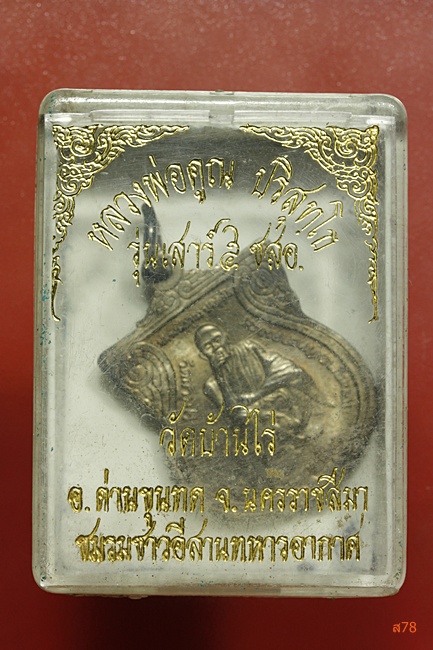 หลวงพ่อคูณ ปริสุทฺโธ
รุ่นเสาร์ ๕ ชสอ.
วัดบ้านไร่
อ.ด่านขุนทด จ.นครราชสีมา
ชมรมชาวอีสานทหารอากาศ
ส78